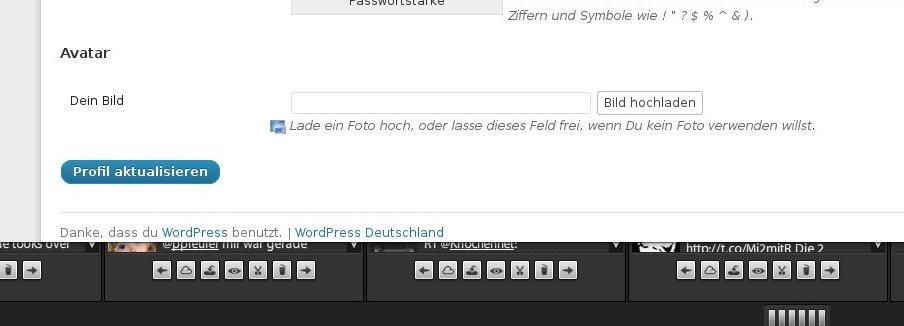 Passwortstärke
Ziffern und Symbole wie ! " ? $ % ^ & ).
Avatar
Dein Bild
Bild hochladen
Lade ein Foto hoch, oder lasse dieses Feld frei, wenn Du kein Foto verwenden willst.
Profil aktualisieren
Danke, dass du WordPress benutzt. | WordPress Deutschland
looks over
@ppleufer mir war gerade
RT @Knochennet:
http://t.co/Mi2mitR Die 2